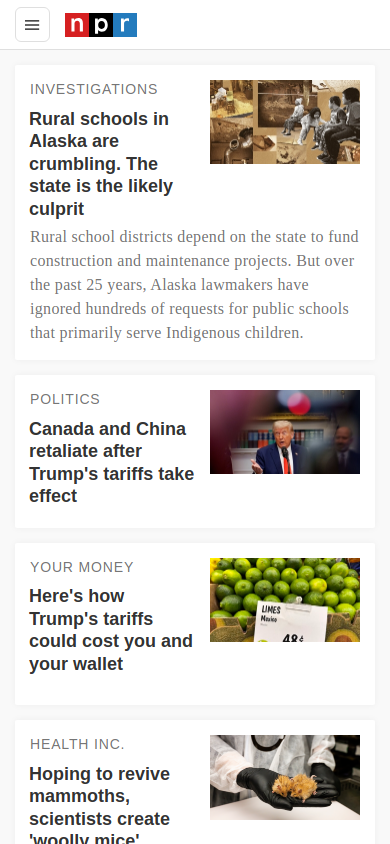 npr
INVESTIGATIONS
Rural schools in
Alaska are
crumbling. The
state is the likely
culprit
Rural school districts depend on the state to fund
construction and maintenance projects. But over
the past 25 years, Alaska lawmakers have
ignored hundreds of requests for public schools
that primarily serve Indigenous children.
POLITICS
Canada and China
retaliate after
Trump's tariffs take
effect
YOUR MONEY
Here's how
Trump's tariffs
could cost you and
your wallet
LIMES
Mexico
48¢
HEALTH INC.
Hoping to revive
mammoths,
scientists create
'woolly mice'